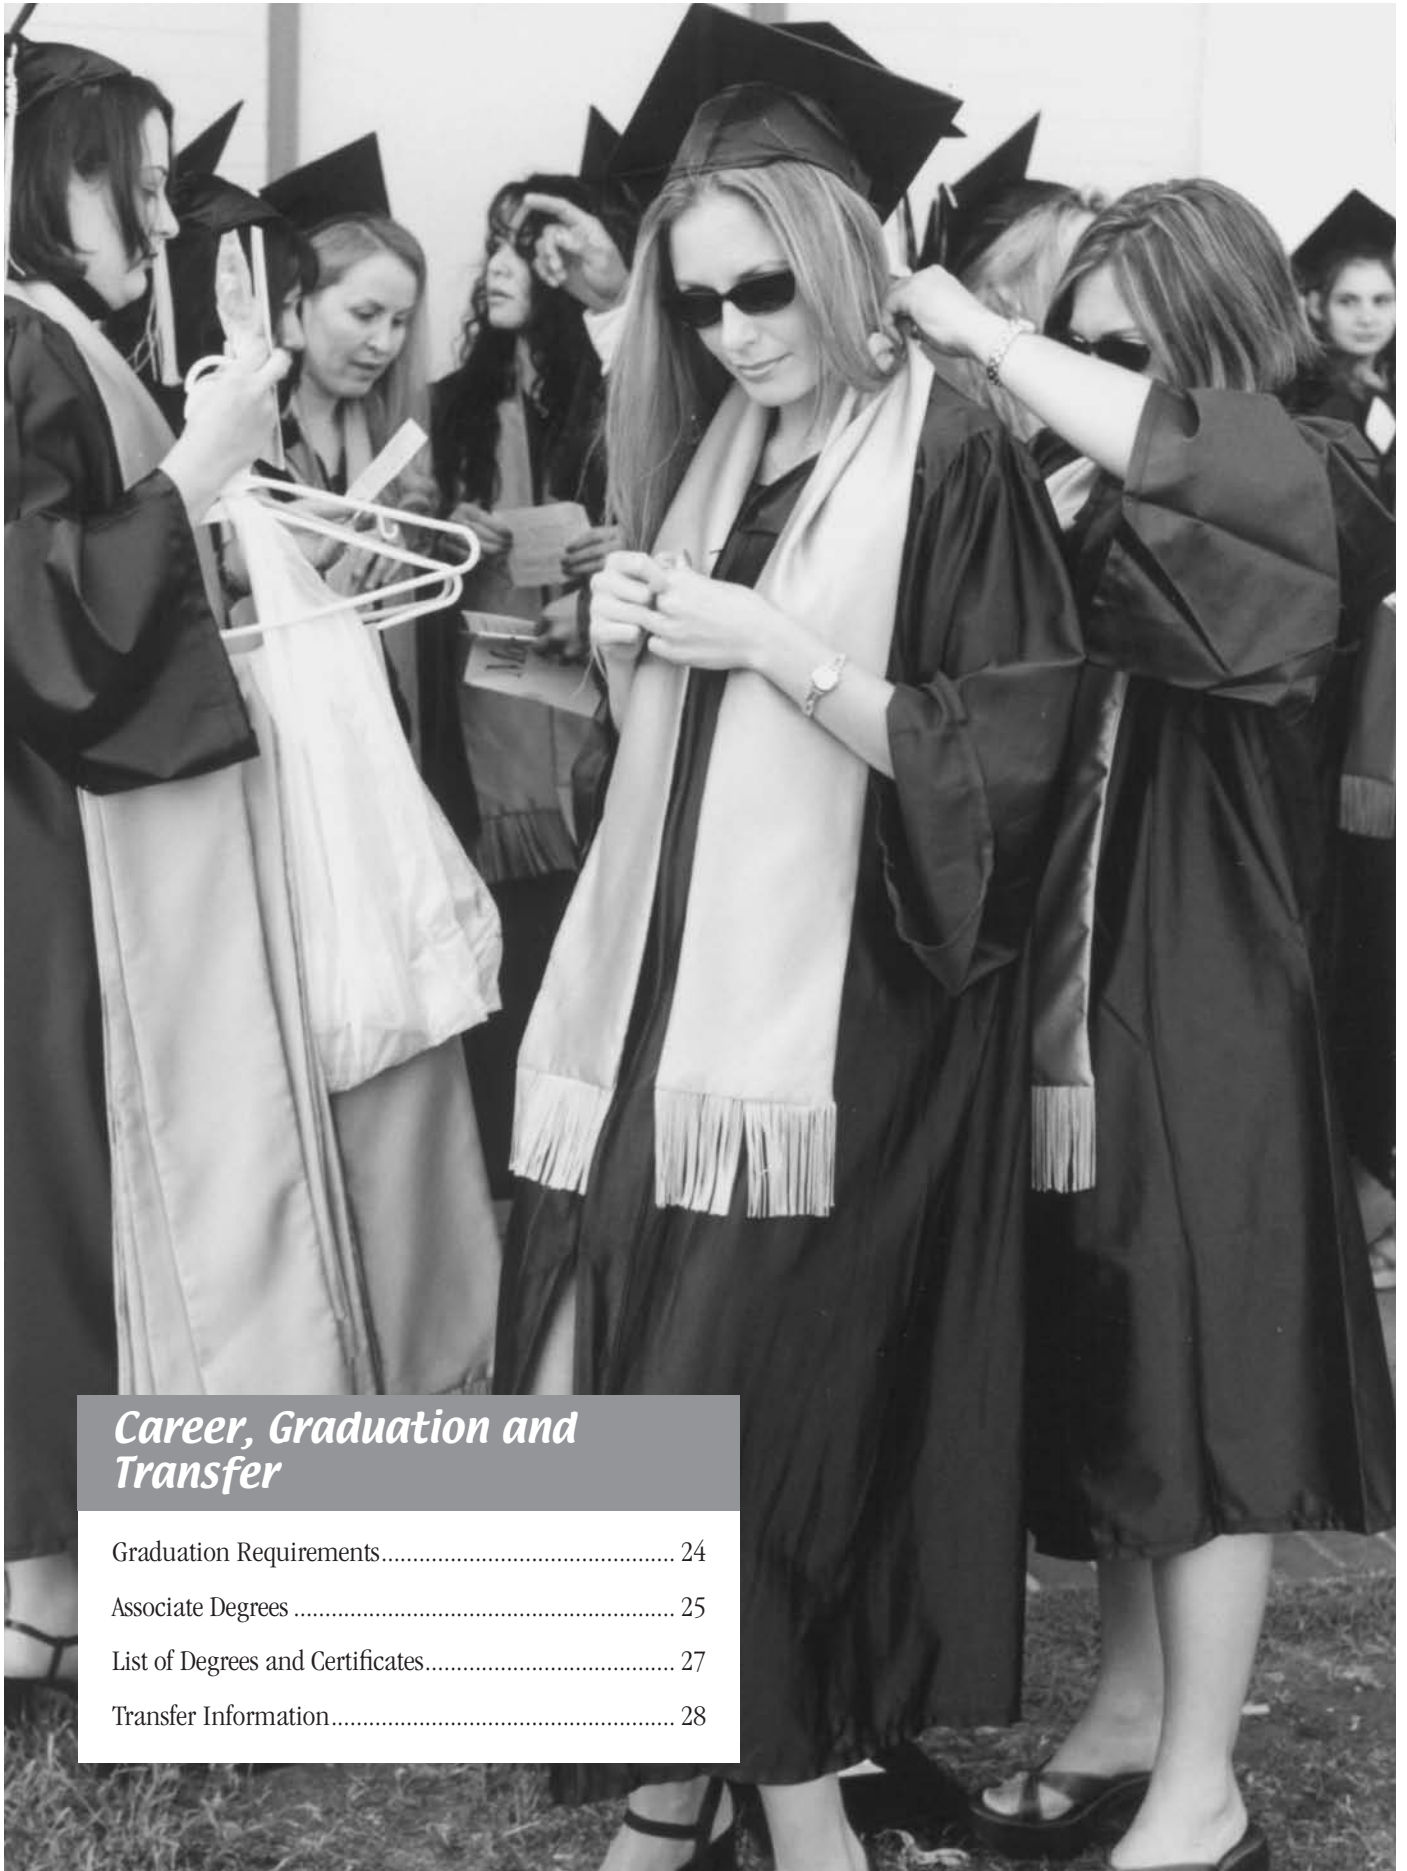 Career, Graduation and
Transfer
Graduation Requirements............................................... 24
Associate Degrees ............................................................. 25
List of Degrees and Certificates........................................ 27
Transfer Information....................................................... 28